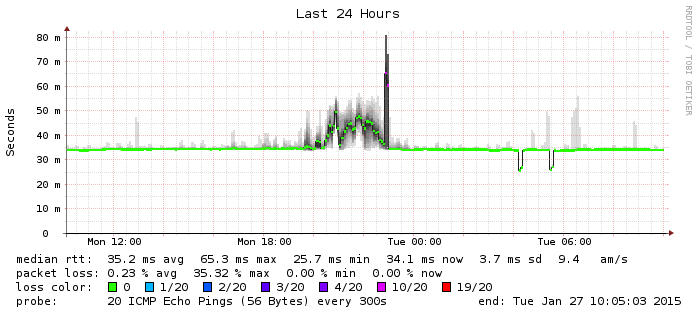 Last 24 Hours
RRDTOOL / TOBI OETIKER
Seconds
80 m
70 m
60 m
50 m
40 m
30 m
20 m
10 m
0
Mon 12:00 Mon 18:00 Tue 00:00 Tue 06:00
median rtt: 35.2 ms avg 65.3 ms max 25.7 ms min 34.1 ms now 3.7 ms sd 9.4 am/s
packet loss: 0.23 % avg 35.32 % max 0.00 % min 0.00 % now
loss color: 0 1/20 2/20 3/20 4/20 10/20 19/20
probe: 20 ICMP Echo Pings (56 Bytes) every 300s end: Tue Jan 27 10:05:03 2015